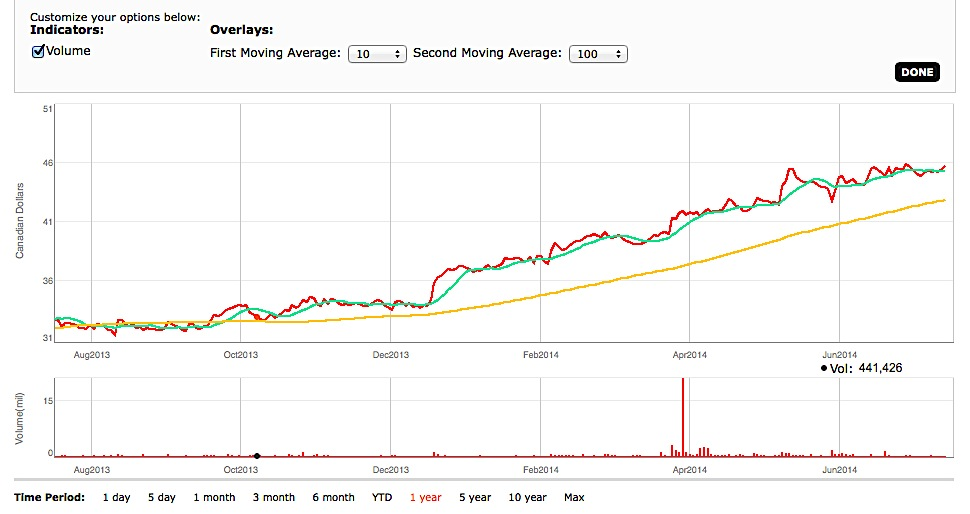 Customize your options below:
Indicators: Overlays:
Volume First Moving Average: 10 Second Moving Average: 100
DONE
51
46
41
36
31
Canadian Dollars
Aug2013 Oct2013 Dec2013 Feb2014 Apr2014 Jun2014
Vol: 441,426
15
0
Volume(mil)
Aug2013 Oct2013 Dec2013 Feb2014 Apr2014 Jun2014
Time Period: 1 day 5 day 1 month 3 month 6 month YTD 1 year 5 year 10 year Max